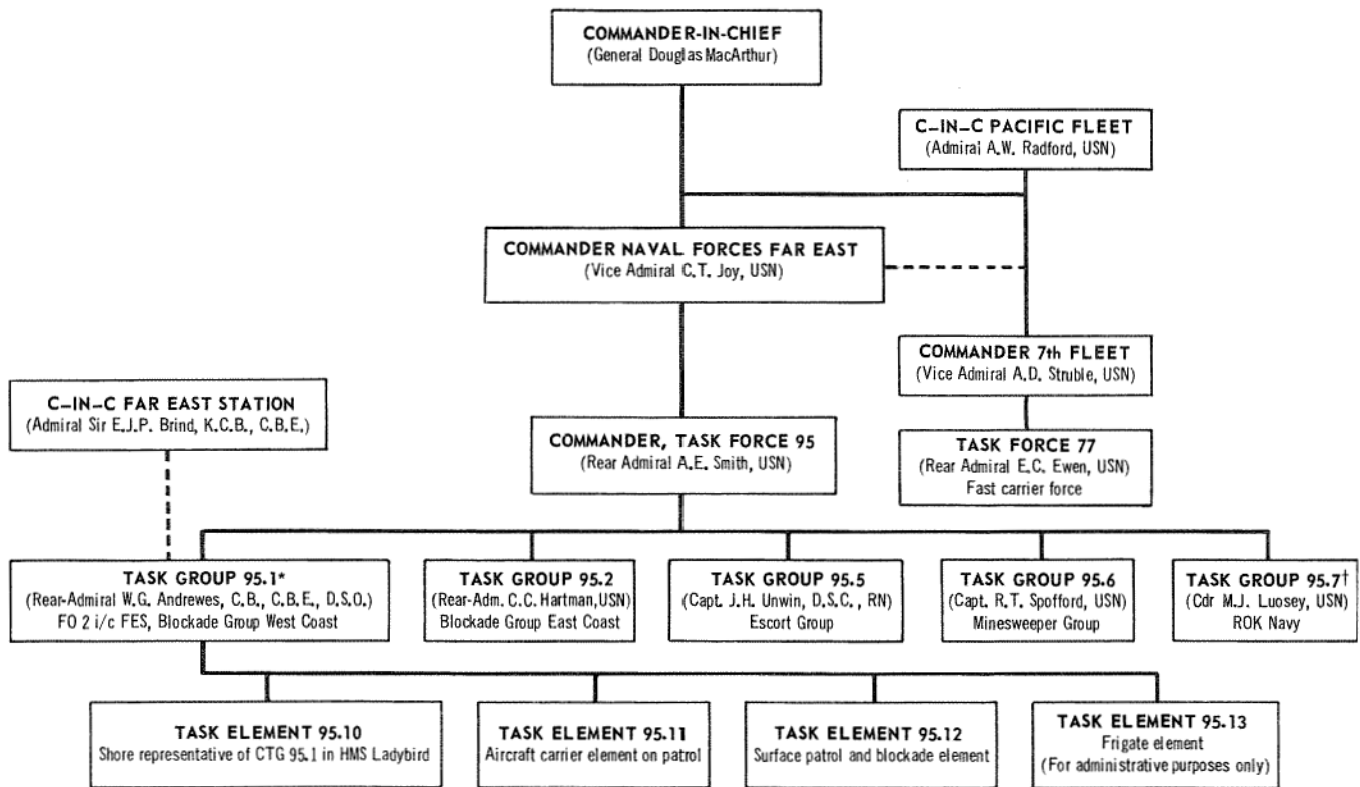 COMMANDER-IN-CHIEF
(General Douglas MacArthur)
C-IN-C PACIFIC FLEET
(Admiral A.W. Radford, USN)
COMMANDER NAVAL FORCES FAR EAST
(Vice Admiral C.T. Joy, USN)
COMMANDER 7th FLEET
(Vice Admiral A.D. Struble, USN)
C-IN-C FAR EAST STATION
(Admiral Sir E.J.P. Brind, K.C.B., C.B.E.)
COMMANDER, TASK FORCE 95
(Rear Admiral A.E. Smith, USN)
TASK FORCE 77
(Rear Admiral E.C. Ewen, USN)
Fast carrier force
TASK GROUP 95.1*
(Rear-Admiral W.G. Andrewes, C.B., C.B.E., D.S.O.)
FO 2 i/c FES, Blockade Group West Coast
TASK GROUP 95.2
(Rear-Adm. C.C. Hartman, USN)
Blockade Group East Coast
TASK GROUP 95.5
(Capt. J.H. Unwin, D.S.C., RN)
Escort Group
TASK GROUP 95.6
(Capt. R.T. Spofford, USN)
Minesweeper Group
TASK GROUP 95.7†
(Cdr M.J. Luosey, USN)
ROK Navy
TASK ELEMENT 95.10
Shore representative of CTG 95.1 in HMS Ladybird
TASK ELEMENT 95.11
Aircraft carrier element on patrol
TASK ELEMENT 95.12
Surface patrol and blockade element
TASK ELEMENT 95.13
Frigate element
(For administrative purposes only)